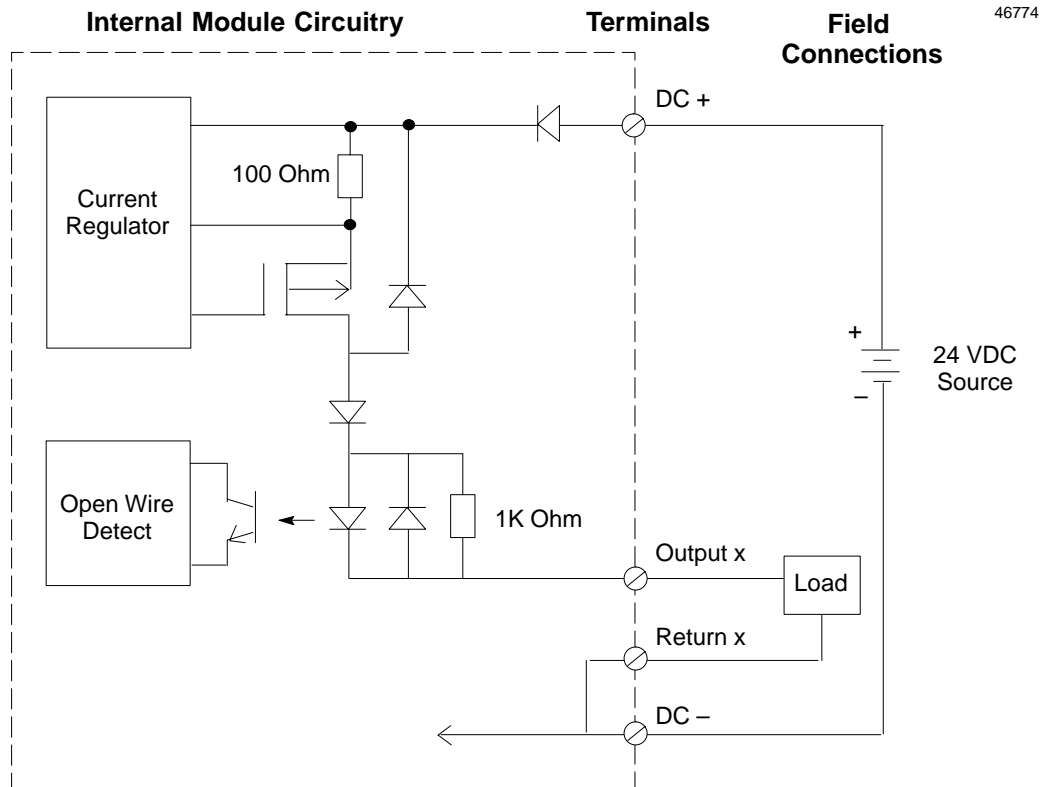 Internal Module Circuitry
Terminals
Field
Connections
46774
DC +
100 Ohm
Current
Regulator
+
24 VDC
Source
–
Open Wire
Detect
1K Ohm
Output x
Load
Return x
DC –